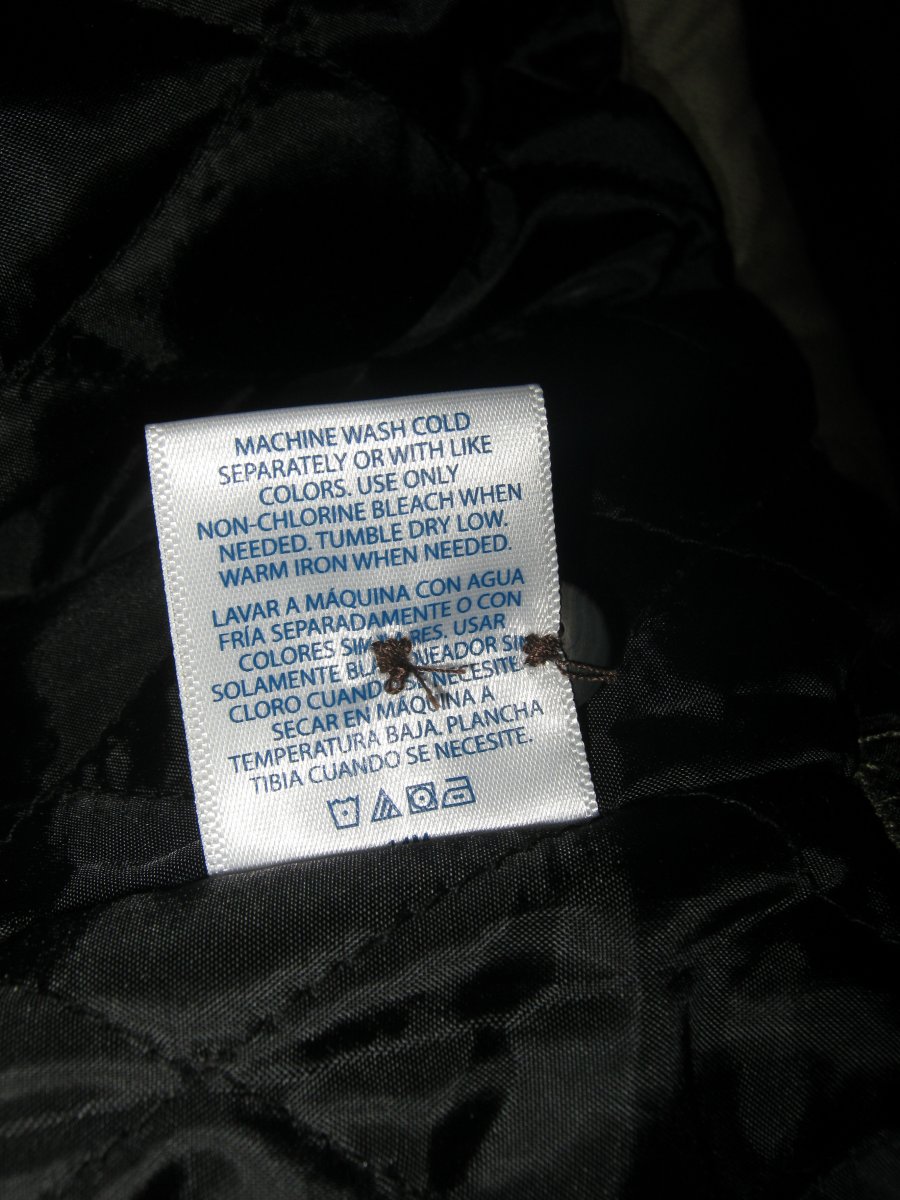 MACHINE WASH COLD
SEPARATELY OR WITH LIKE
COLORS. USE ONLY
NON-CHLORINE BLEACH WHEN
NEEDED. TUMBLE DRY LOW.
WARM IRON WHEN NEEDED.
LAVAR A MÁQUINA CON AGUA
FRÍA SEPARADAMENTE O CON
COLORES USAR
SOLAMENTE
CLORO CUANDO SE NECESITE.
SECAR EN MÁQUINA A
TEMPERATURA BAJA. PLANCHA
TIBIA CUANDO SE NECESITE.